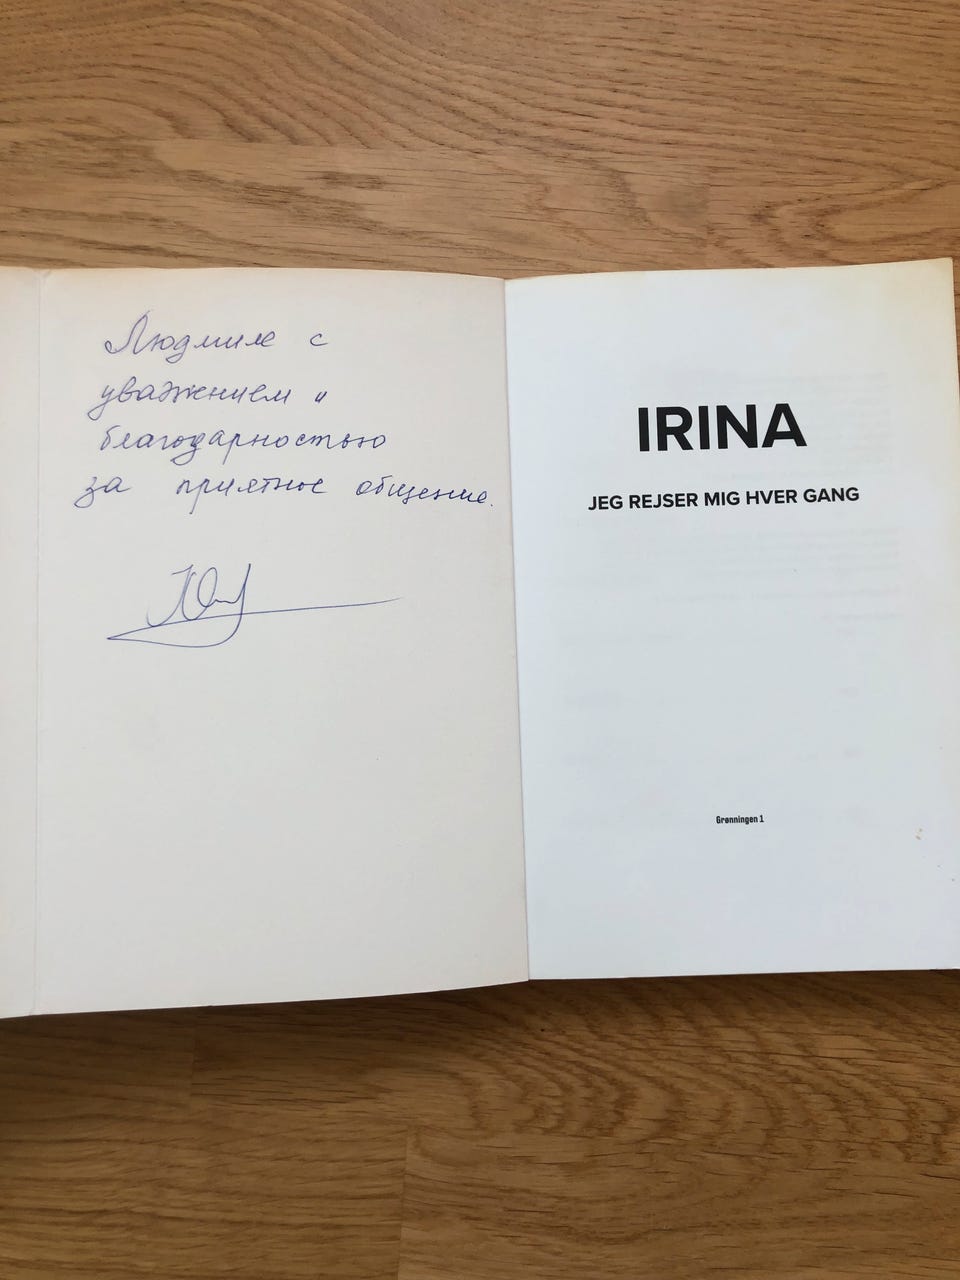 Людмиле с
уважением и
благодарностью
за приятное общение.
IRINA
JEG REJSER MIG HVER GANG
Grønningen 1